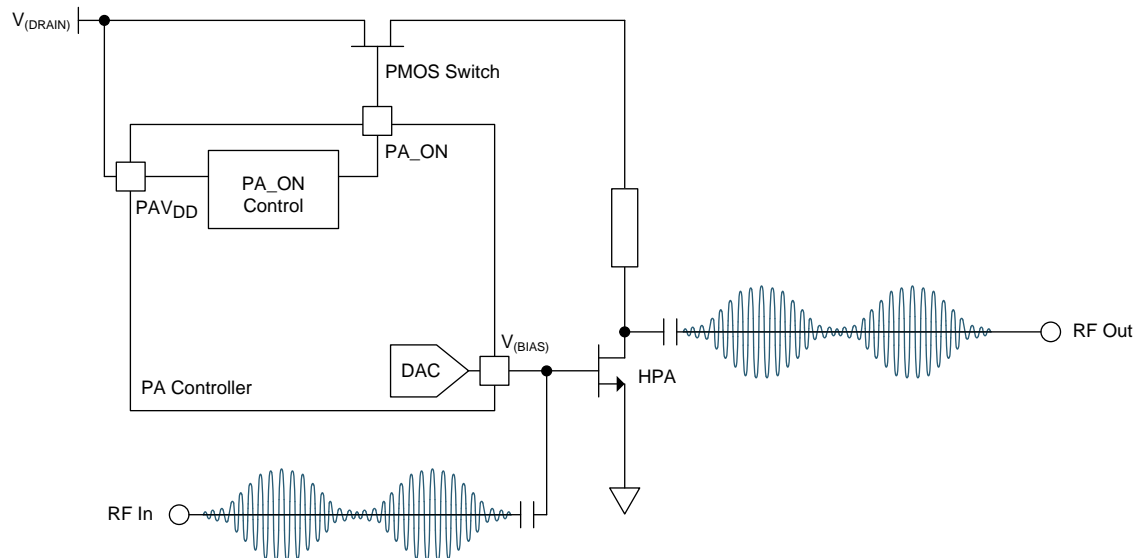 V(DRAIN)
PMOS Switch
PA_ON
PAVDD
PA_ON
Control
V(BIAS)
DAC
PA Controller
HPA
RF Out
RF In